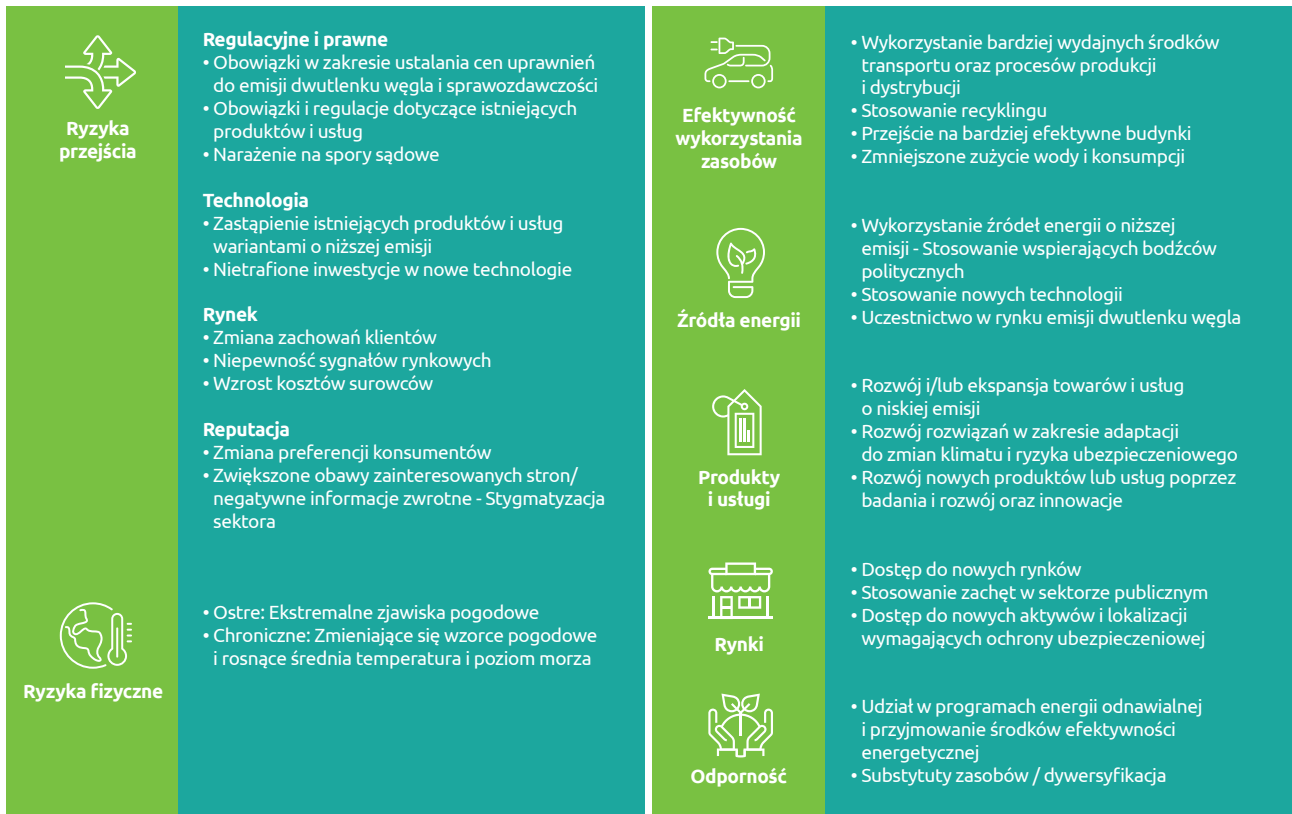 Ryzyka
przejścia
Regulacyjne i prawne
• Obowiązki w zakresie ustalania cen uprawnień
do emisji dwutlenku węgla i sprawozdawczości
• Obowiązki i regulacje dotyczące istniejących
produktów i usług
• Narażenie na spory sądowe
Technologia
• Zastąpienie istniejących produktów i usług
wariantami o niższej emisji
• Nietrafione inwestycje w nowe technologie
Rynek
• Zmiana zachowań klientów
• Niepewność sygnałów rynkowych
• Wzrost kosztów surowców
Reputacja
• Zmiana preferencji konsumentów
• Zwiększone obawy zainteresowanych stron/
negatywne informacje zwrotne - Stygmatyzacja
sektora
Ryzyka fizyczne
• Ostre: Ekstremalne zjawiska pogodowe
• Chroniczne: Zmieniające się wzorce pogodowe
i rosnące średnia temperatura i poziom morza
Efektywność
wykorzystania
zasobów
• Wykorzystanie bardziej wydajnych środków
transportu oraz procesów produkcji
i dystrybucji
• Stosowanie recyklingu
• Przejście na bardziej efektywne budynki
• Zmniejszone zużycie wody i konsumpcji
Źródła energii
• Wykorzystanie źródeł energii o niższej
emisji - Stosowanie wspierających bodźców
politycznych
• Stosowanie nowych technologii
• Uczestnictwo w rynku emisji dwutlenku węgla
Produkty
i usługi
• Rozwój i/lub ekspansja towarów i usług
o niskiej emisji
• Rozwój rozwiązań w zakresie adaptacji
do zmian klimatu i ryzyka ubezpieczeniowego
• Rozwój nowych produktów lub usług poprzez
badania i rozwój oraz innowacje
Rynki
• Dostęp do nowych rynków
• Stosowanie zachęt w sektorze publicznym
• Dostęp do nowych aktywów i lokalizacji
wymagających ochrony ubezpieczeniowej
Odporność
• Udział w programach energii odnawialnej
i przyjmowanie środków efektywności
energetycznej
• Substytuty zasobów / dywersyfikacja